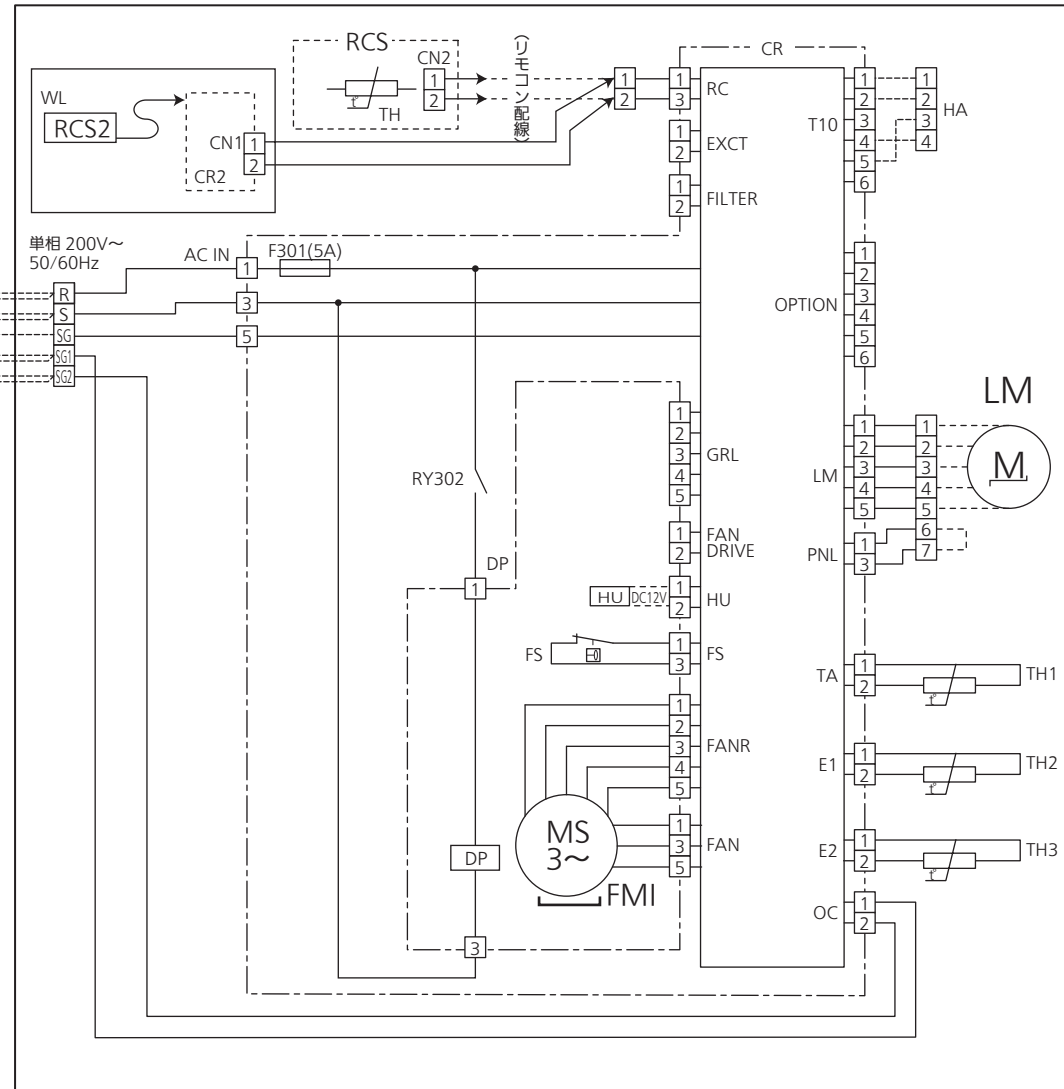 RCS
CR
CN2
1
2
TH
t°
(リモコン配線)
1
2
1
3
RC
WL
RCS2
CN1
1
2
CR2
1
2
EXCT
1
2
FILTER
T10
1
2
3
4
5
6
1
2
3
4
HA
単相 200V~
50/60Hz
AC IN
1
F301(5A)
R
S
SG
SG1
SG2
3
5
OPTION
1
2
3
4
5
6
RY302
DP
1
DP
3
1
2
3
4
5
GRL
1
2
FAN
DRIVE
HU
DC12V
1
2
HU
FS
1
3
FS
1
2
3
4
5
FANR
MS
3~
FMI
1
3
5
FAN
LM
LM
1
2
3
4
5
1
2
3
4
5
6
7
M
PNL
1
3
TA
1
2
t°
TH1
E1
1
2
t°
TH2
E2
1
2
t°
TH3
OC
1
2